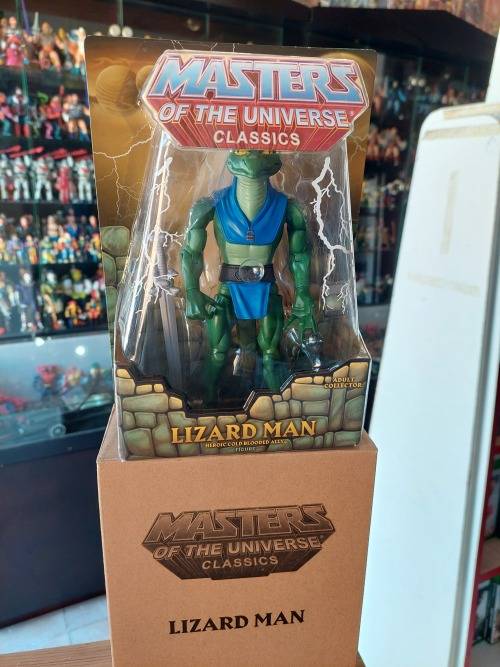 MASTERS
OF THE UNIVERSE
CLASSICS
ADULT
COLLECTOR
LIZARD MAN
HEROIC COLD-BLOODED ALLY
FIGURE
MASTERS
OF THE UNIVERSE
CLASSICS
LIZARD MAN